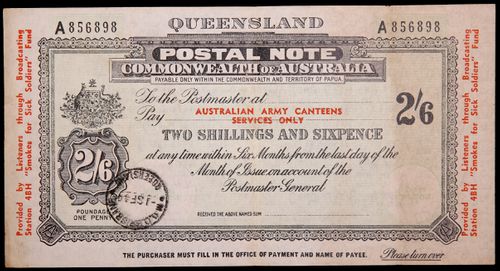 QUEENSLAND
A 856898
A 856898
POSTAL NOTE
COMMONWEALTH OF AUSTRALIA
PAYABLE ONLY WITHIN THE COMMONWEALTH AND TERRITORY OF PAPUA.
To the Postmaster at
Pay
AUSTRALIAN ARMY CANTEENS
SERVICES ONLY
2/6
TWO SHILLINGS AND SIXPENCE
at any time within Six Months from the last day of the
Month of Issue on account of the
Postmaster-General
2/6
POUNDAGE
ONE PENNY
RECEIVED THE ABOVE-NAMED SUM
THE PURCHASER MUST FILL IN THE OFFICE OF PAYMENT AND NAME OF PAYEE.
Please turn over
Provided by Listeners through Broadcasting
Station 4BH "Smokes for Sick Soldiers" Fund
Provided by Listeners through Broadcasting
Station 4BH "Smokes for Sick Soldiers" Fund